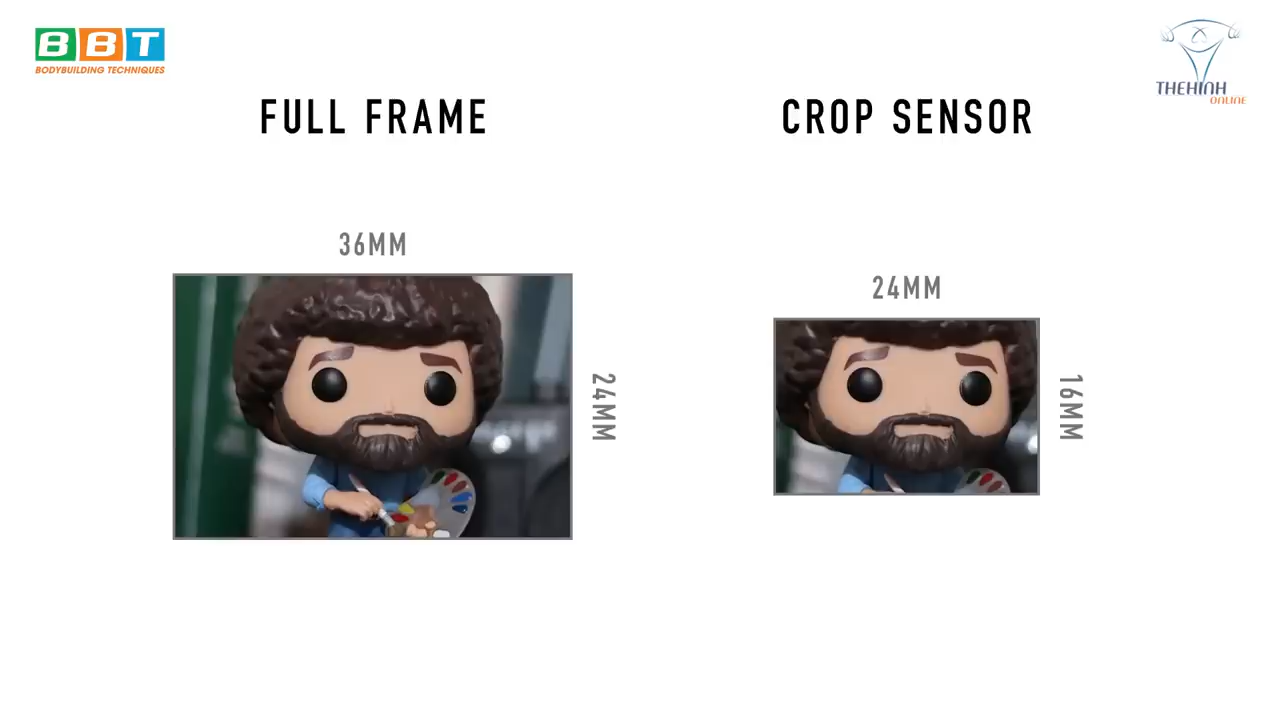 BBT
BODYBUILDING TECHNIQUES
THEHINH
ONLINE
FULL FRAME
CROP SENSOR
36MM
24MM
24MM
16MM